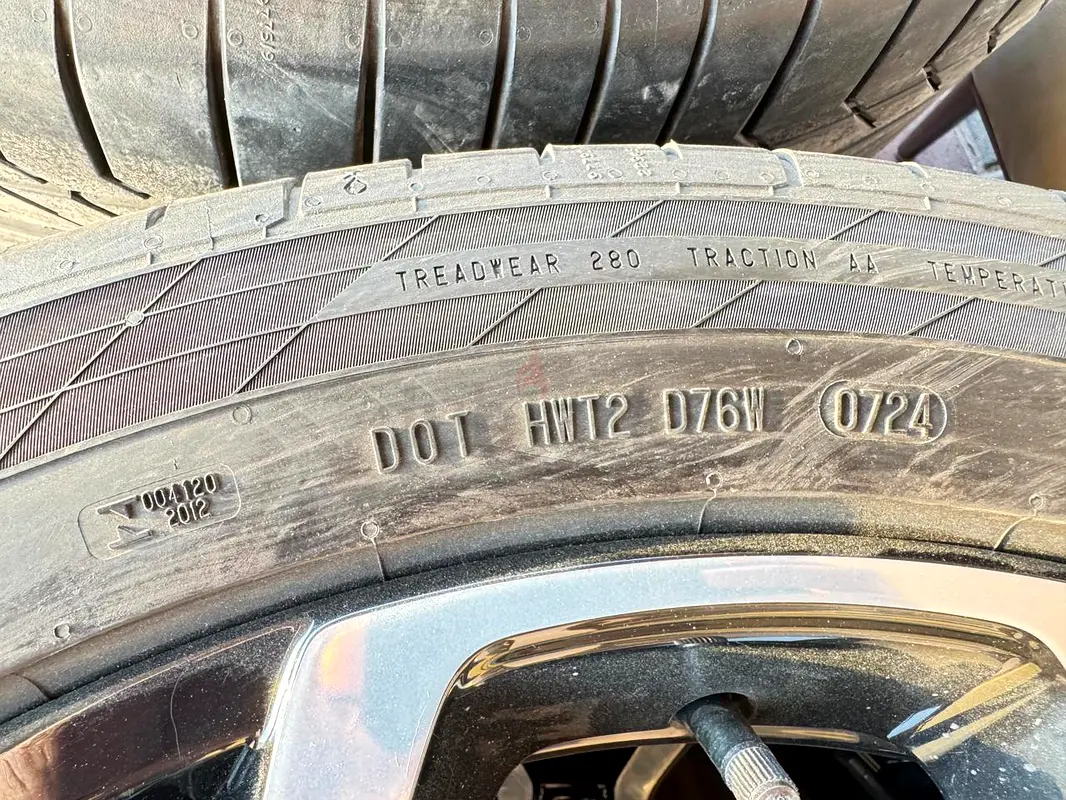 TREADWEAR 280 TRACTION AA
DOT HWT2 D76W 0724
004120
2012